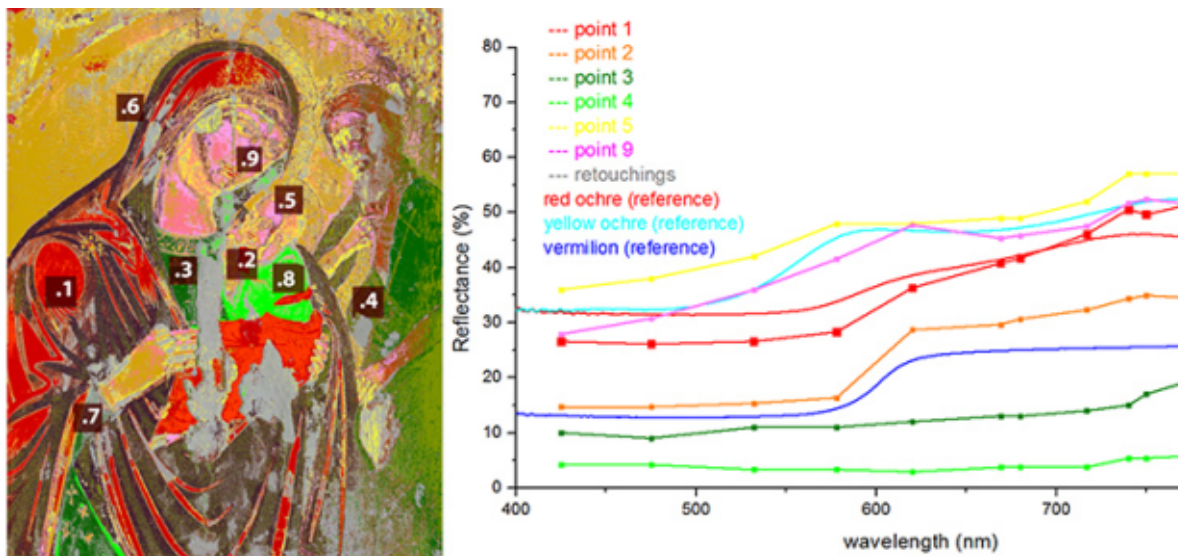 .6
.9
.5
.3
.2
.8
.1
.4
.7
80
70
60
50
40
30
20
10
0
Reflectance (%)
--- point 1
--- point 2
--- point 3
--- point 4
--- point 5
--- point 9
--- retouchings
red ochre (reference)
yellow ochre (reference)
vermilion (reference)
400 500 600 700
wavelength (nm)